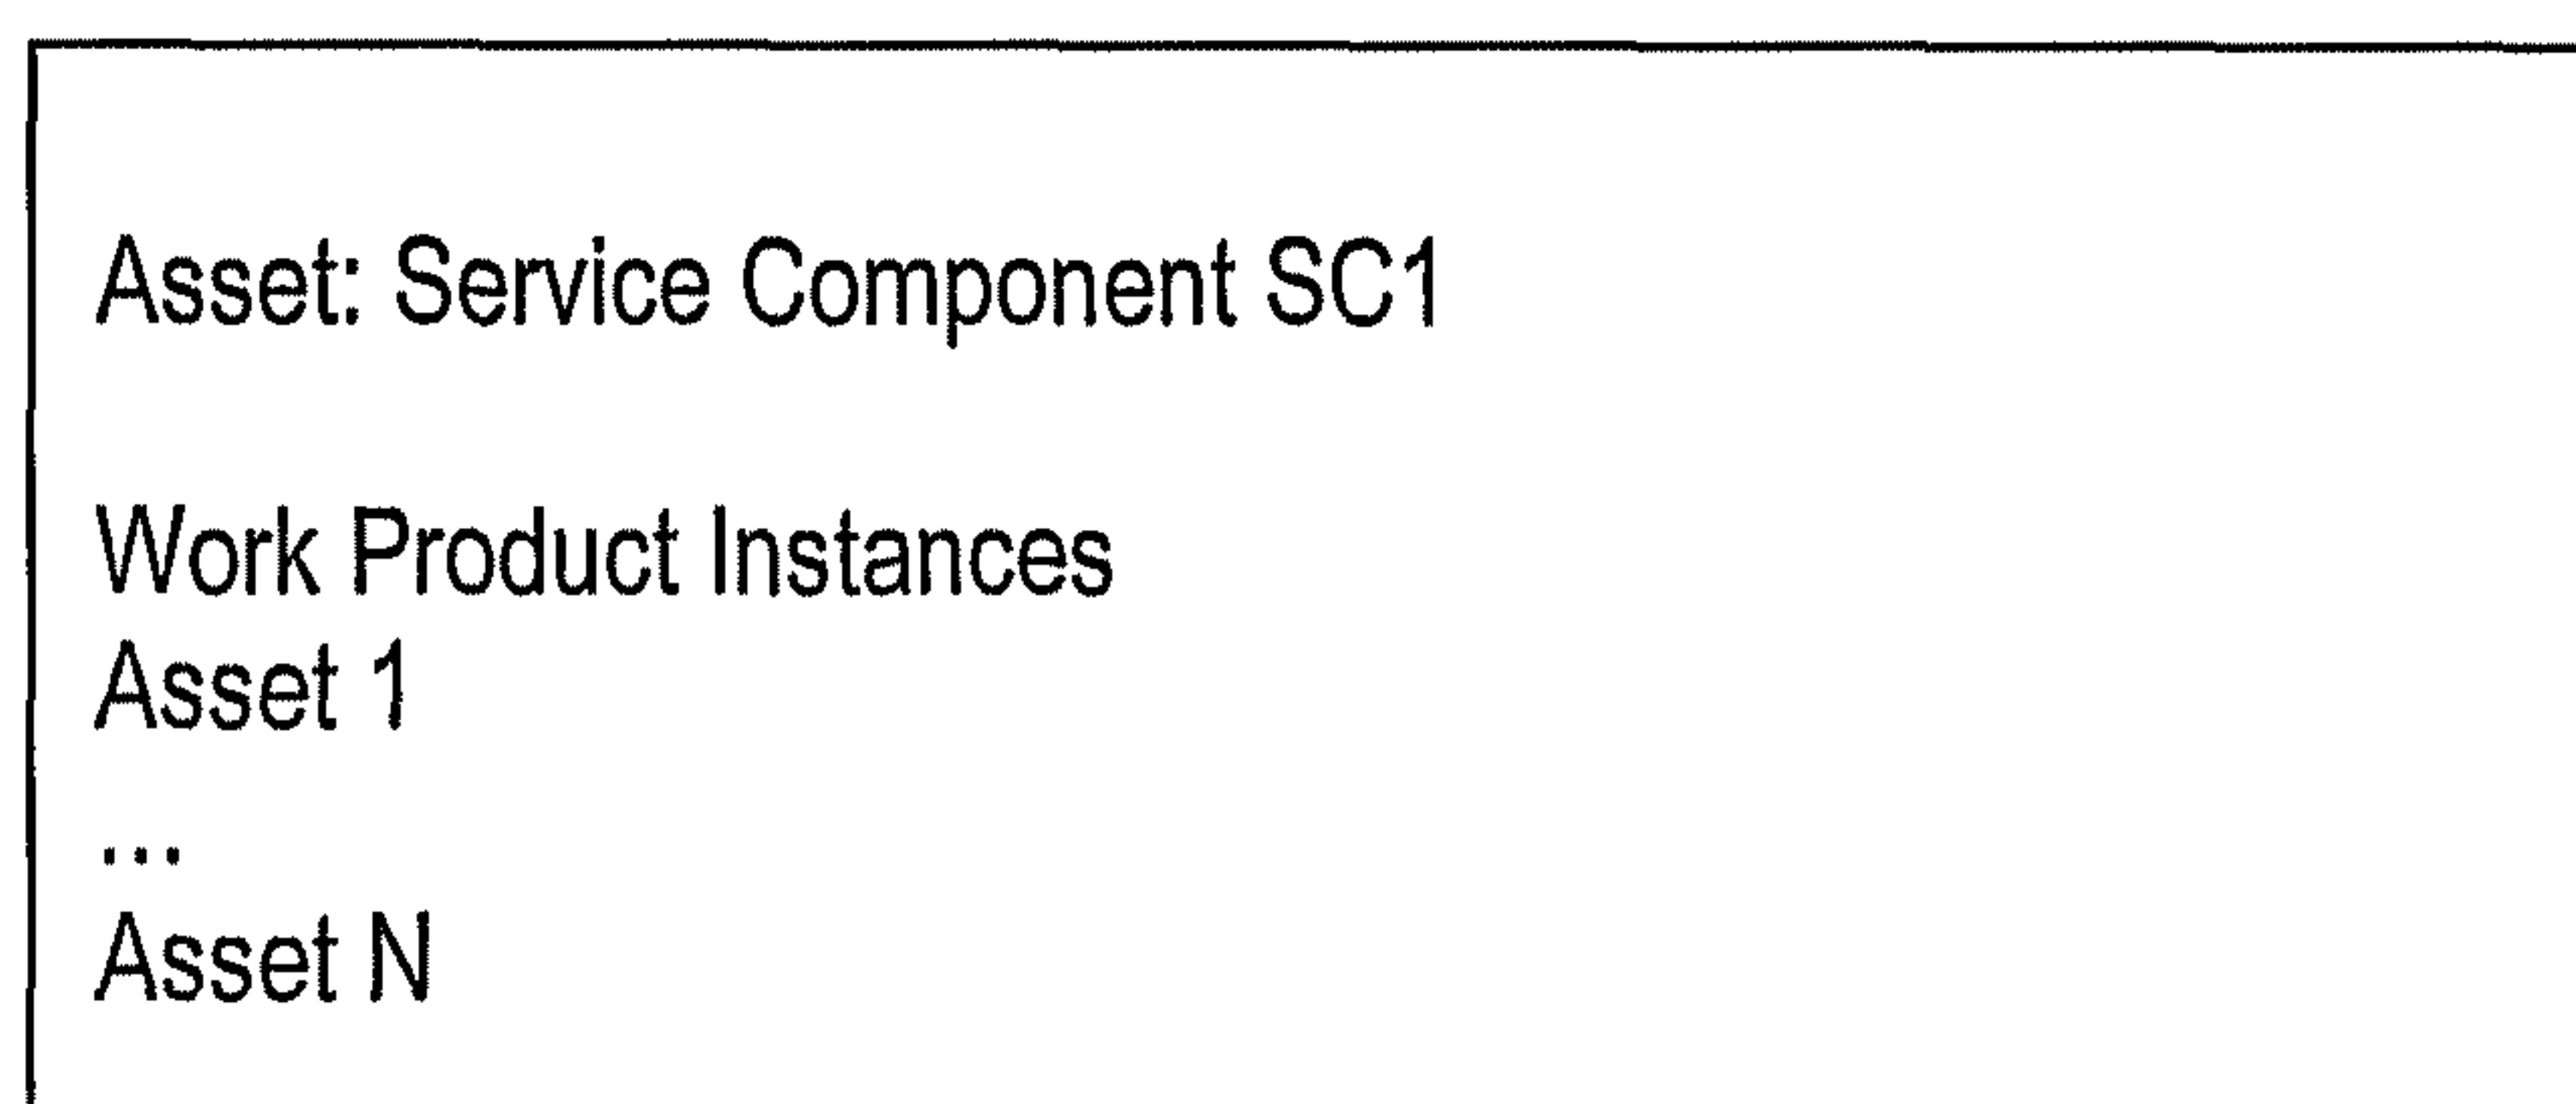 Asset: Service Component SC1
Work Product Instances
Asset 1
...
Asset N